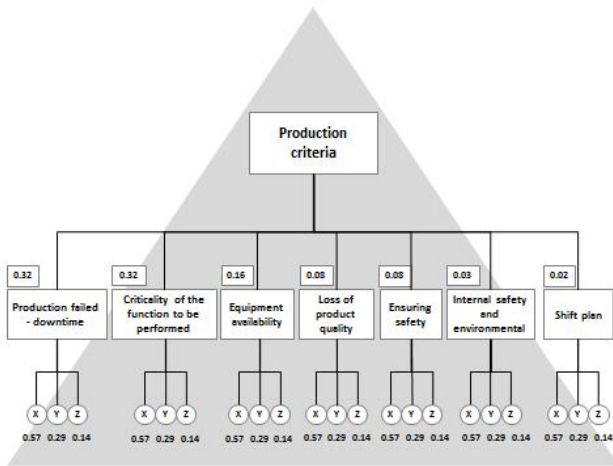 Production
criteria
0.32
0.32
0.16
0.08
0.08
0.03
0.02
Production failed
- downtime
Criticality of the
function to be
performed
Equipment
availability
Loss of
product
quality
Ensuring
safety
Internal safety
and
environmental
Shift plan
X Y Z
X Y Z
X Y Z
X Y Z
X Y Z
X Y Z
X Y Z
0.57 0.29 0.14
0.57 0.29 0.14
0.57 0.29 0.14
0.57 0.29 0.14
0.57 0.29 0.14
0.57 0.29 0.14
0.57 0.29 0.14